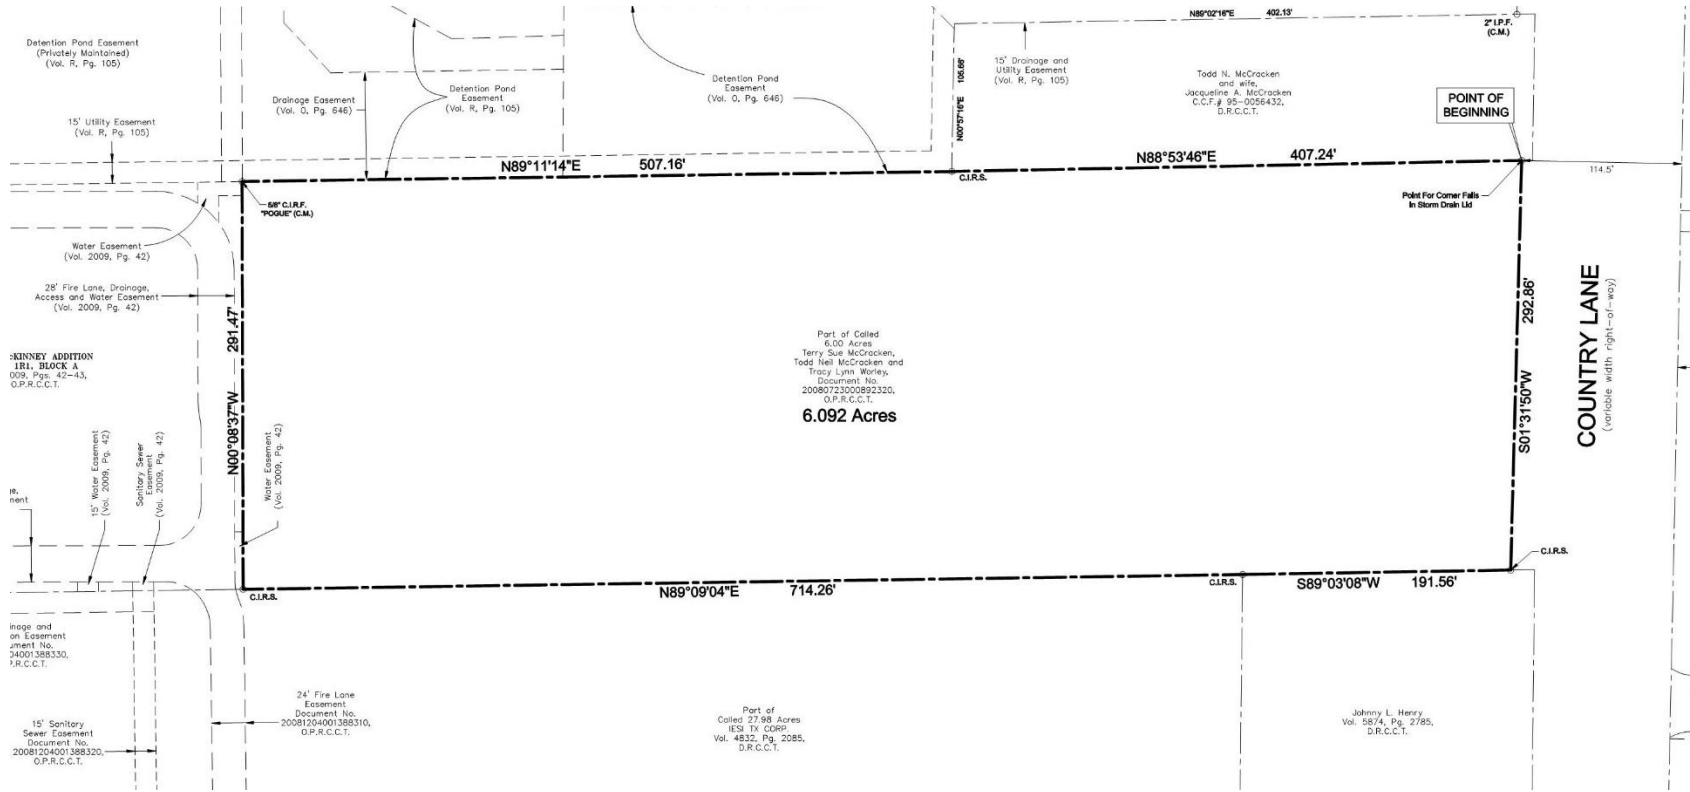 Detention Pond Easement
(Privately Maintained)
(Vol. R, Pg. 105)
15' Utility Easement
(Vol. R, Pg. 105)
Drainage Easement
(Vol. O, Pg. 646)
Detention Pond
Easement
(Vol. R, Pg. 105)
Detention Pond
Easement
(Vol. O, Pg. 646)
N89°02'16"E 402.13'
2" I.P.F.
(C.M.)
N00°57'16"E 105.66'
15' Drainage and
Utility Easement
(Vol. R, Pg. 105)
Todd N. McCracken
and wife,
Jacqueline A. McCracken
C.C.F.# 95-0056432,
D.R.C.C.T.
POINT OF
BEGINNING
N89°11'14"E 507.16'
C.I.R.S.
N88°53'46"E 407.24'
114.5'
Point For Corner Falls
In Storm Drain Lid
5/8" C.I.R.F.
"POGUE" (C.M.)
Water Easement
(Vol. 2009, Pg. 42)
28' Fire Lane, Drainage,
Access and Water Easement
(Vol. 2009, Pg. 42)
KINNEY ADDITION
1R1, BLOCK A
009, Pgs. 42-43,
O.P.R.C.C.T.
N00°08'37"W 291.47'
Part of Called
6.00 Acres
Terry Sue McCracken,
Todd Neil McCracken and
Tracy Lynn Worley,
Document No.
20080723000892320,
O.P.R.C.C.T.
6.092 Acres
S01°31'50"W 292.86'
COUNTRY LANE
(variable width right-of-way)
15' Water Easement
(Vol. 2009, Pg. 42)
Sanitary Sewer
Easement
(Vol. 2009, Pg. 42)
Water Easement
(Vol. 2009, Pg. 42)
ge,
ment
C.I.R.S.
N89°09'04"E 714.26'
C.I.R.S.
S89°03'08"W 191.56'
C.I.R.S.
inage and
on Easement
ument No.
04001388330,
P.R.C.C.T.
15' Sanitary
Sewer Easement
Document No.
20081204001388320,
O.P.R.C.C.T.
24' Fire Lane
Easement
Document No.
20081204001388310,
O.P.R.C.C.T.
Part of
Called 27.98 Acres
IESI TX CORP.
Vol. 4832, Pg. 2085,
D.R.C.C.T.
Johnny L. Henry
Vol. 5874, Pg. 2785,
D.R.C.C.T.